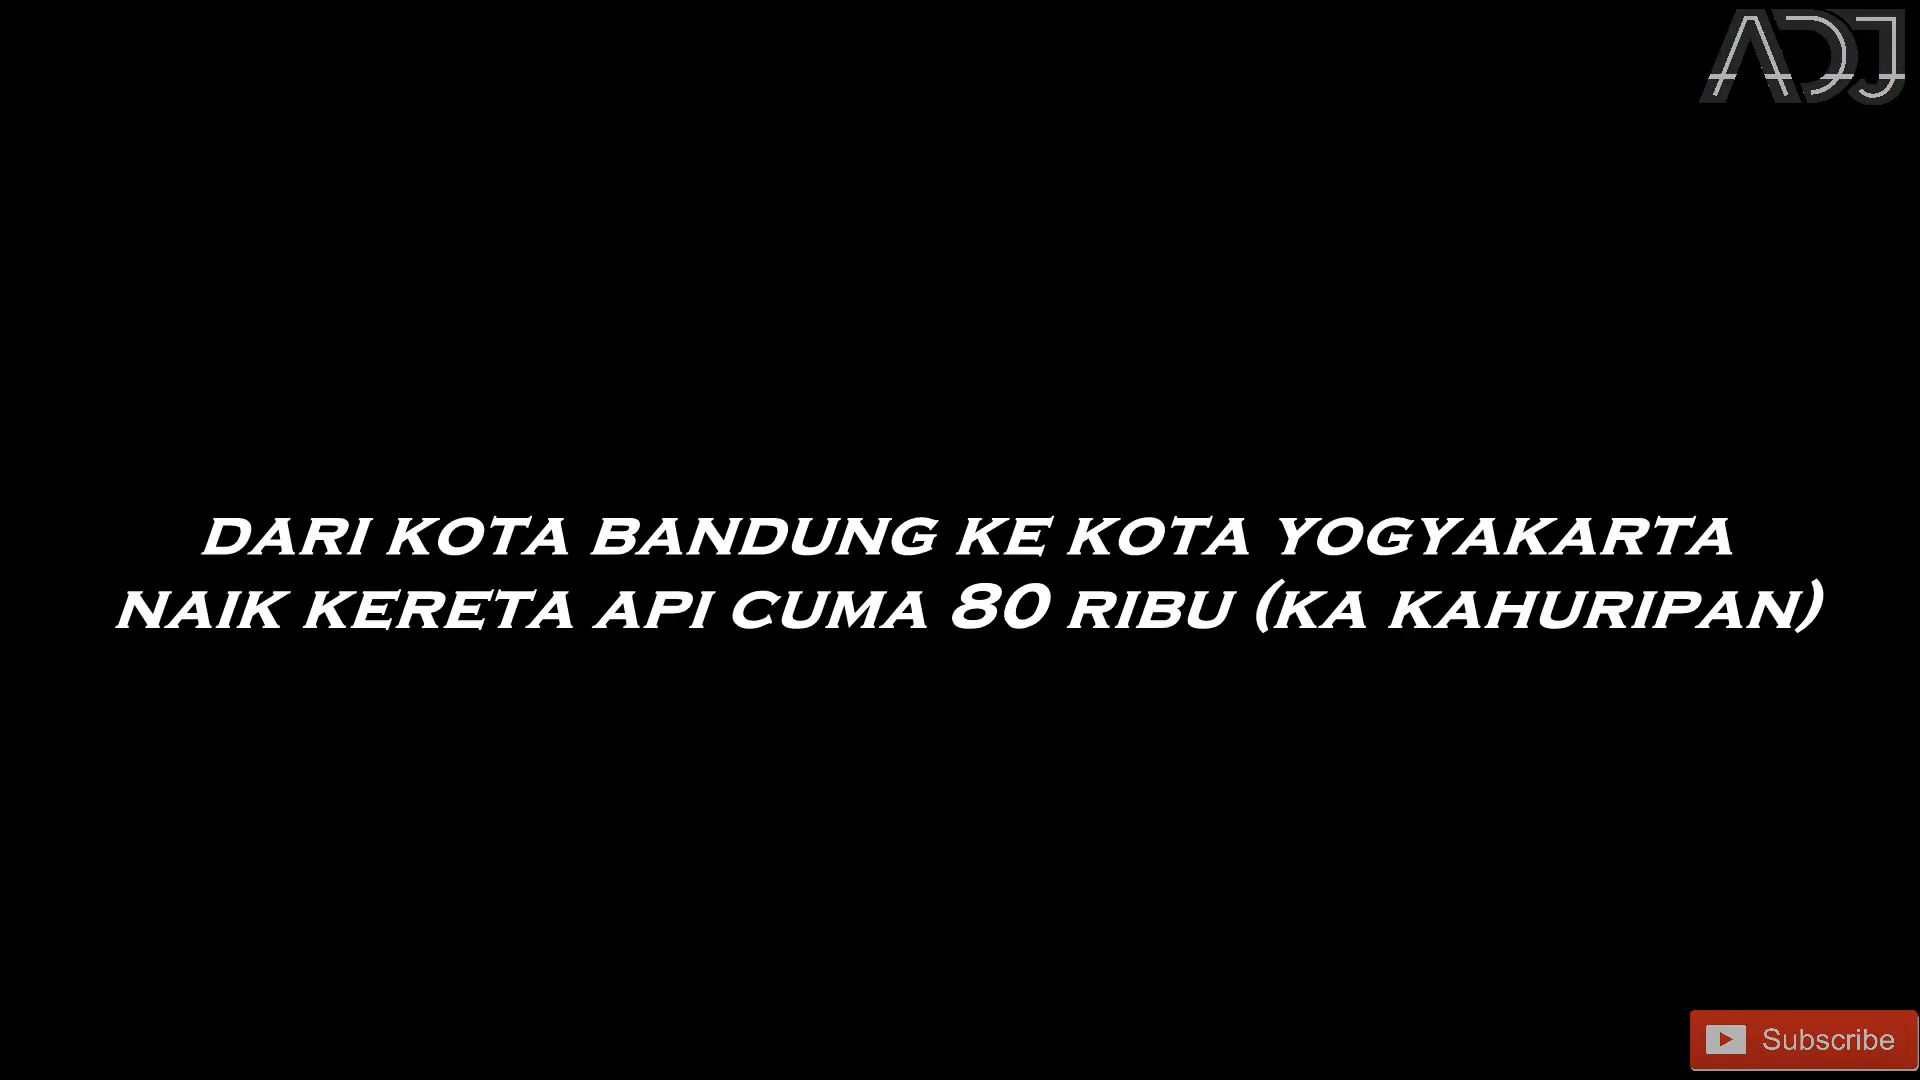 ADJ
DARI KOTA BANDUNG KE KOTA YOGYAKARTA
NAIK KERETA API CUMA 80 RIBU (KA KAHURIPAN)
Subscribe